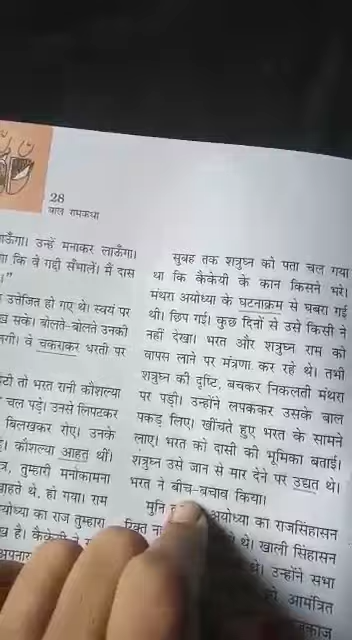 28
बाल रामकथा
लाऊँगा। उन्हें मनाकर लाऊँगा।
कि वे गद्दी सँभालें। मैं दास
।”
उत्तेजित हो गए थे। स्वयं पर
सके। बोलते-बोलते उनकी
वे चकराकर धरती पर
तो भरत रानी कौशल्या
चल पड़े। उनसे लिपटकर
बिलखकर रोए। उनके
कौशल्या आहत थीं।
तुम्हारी मनोकामना
चाहते थे, हो गया। राम
का राज तुम्हारा
है।
सुबह तक शत्रुघ्न को पता चल गया
था कि कैकेयी के कान किसने भरे।
मंथरा अयोध्या के घटनाक्रम से घबरा गई
थी। छिप गई। कुछ दिनों से उसे किसी ने
नहीं देखा। भरत और शत्रुघ्न राम को
वापस लाने पर मंत्रणा कर रहे थे। तभी
शत्रुघ्न की दृष्टि, बचकर निकलती मंथरा
पर पड़ी। उन्होंने लपककर उसके बाल
पकड़ लिए। खींचते हुए भरत के सामने
लाए। भरत को दासी की भूमिका बताई।
शत्रुघ्न उसे जान से मार देने पर उद्यत थे।
भरत ने बीच-बचाव किया।
मुनि अयोध्या का राजसिंहासन
रिक्त थे। खाली सिंहासन
थे। उन्होंने सभा
आमंत्रित